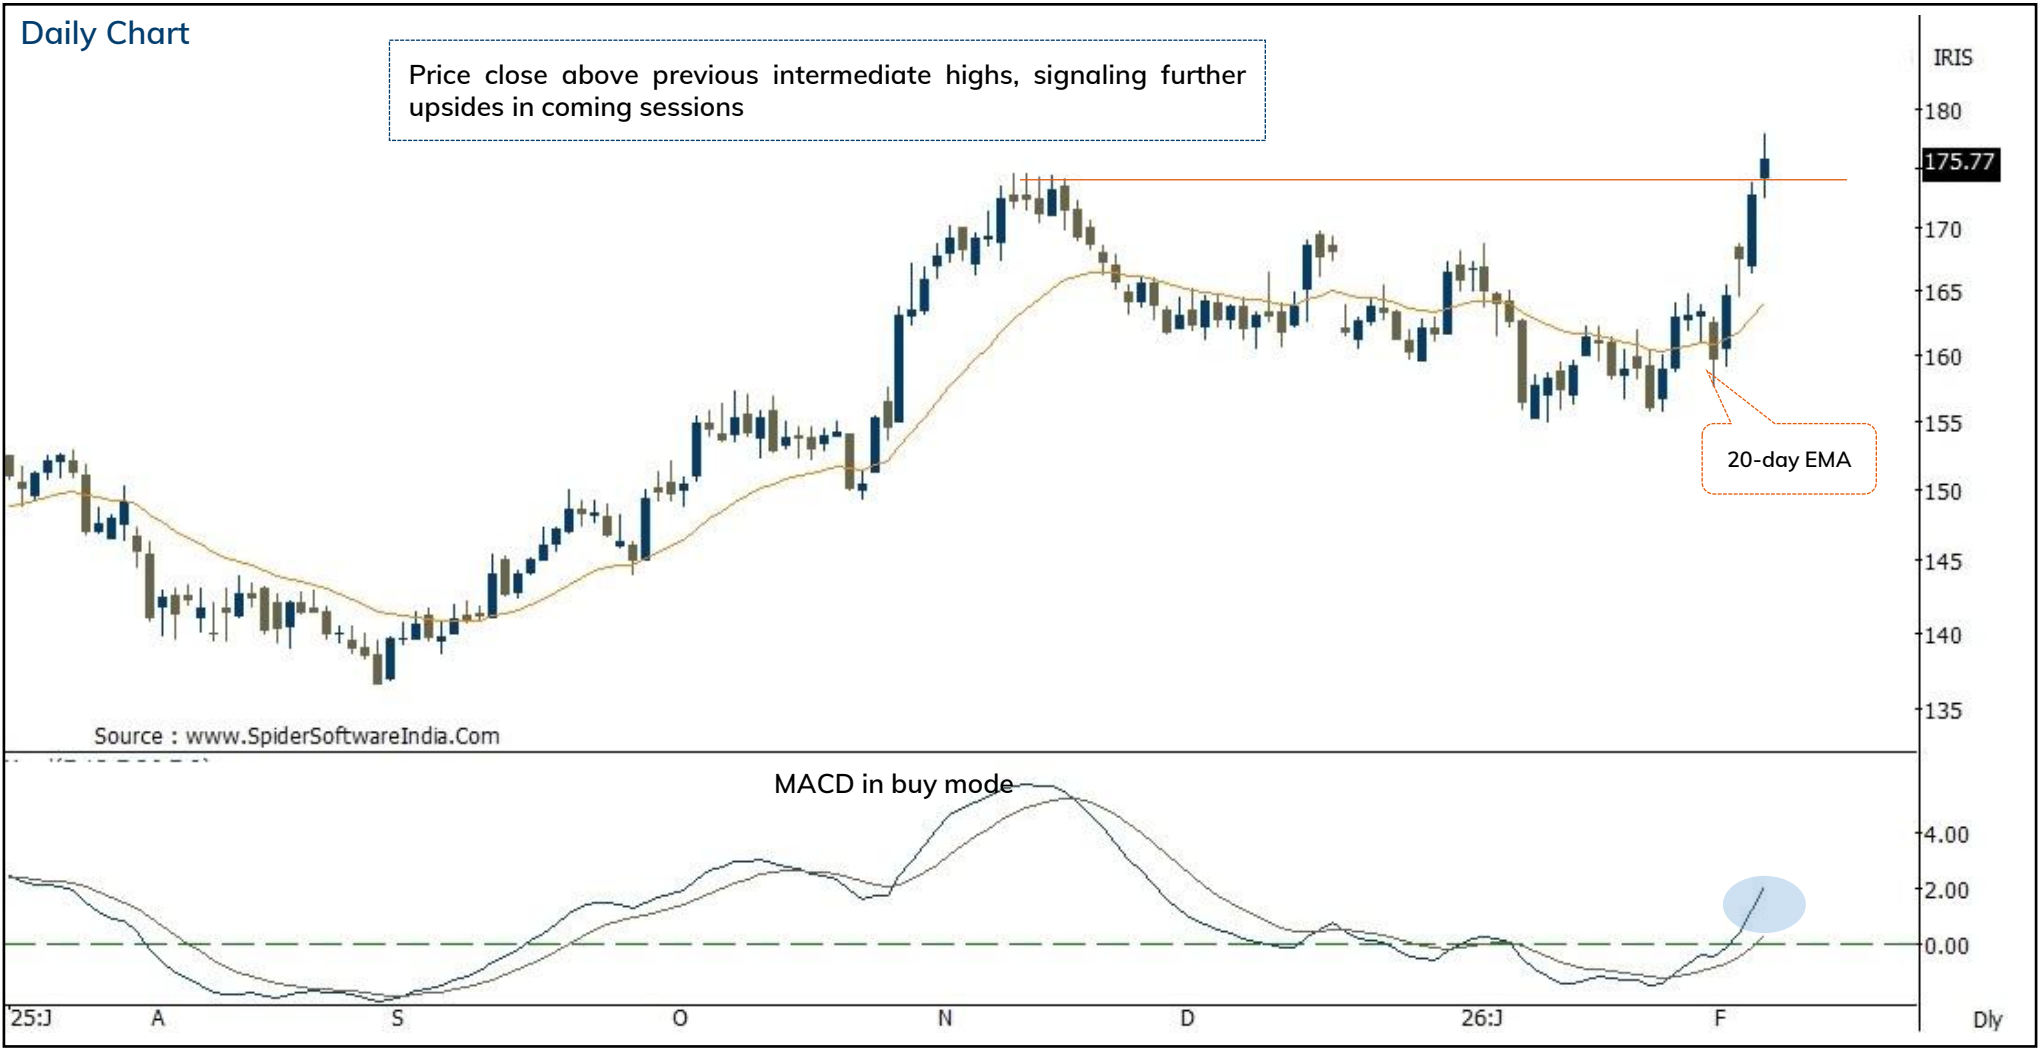 Daily Chart
Price close above previous intermediate highs, signaling further
upsides in coming sessions
IRIS
180
175.77
170
165
160
155
150
145
140
135
20-day EMA
Source : www.SpiderSoftwareIndia.Com
MACD in buy mode
4.00
2.00
0.00
25:J A S O N D 26:J F Dly